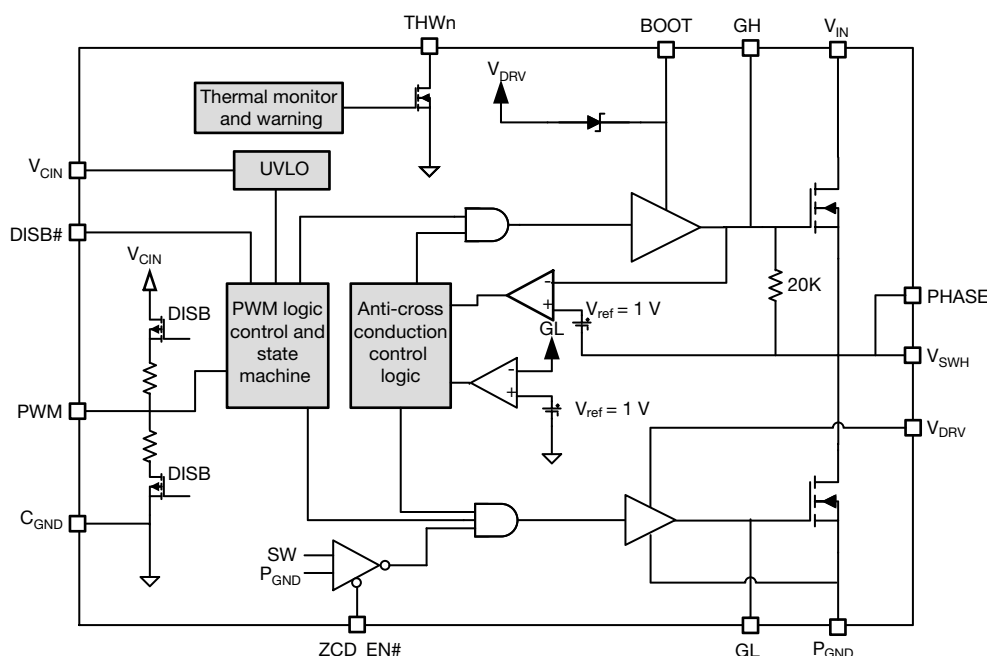 THWn
BOOT
GH
V_IN
V_DRV
Thermal monitor
and warning
V_CIN
UVLO
DISB#
V_CIN
DISB
PWM logic
control and
state
machine
Anti-cross
conduction
control
logic
-
+
V_ref = 1 V
GL
20K
PHASE
V_SWH
-
+
V_ref = 1 V
PWM
V_DRV
DISB
C_GND
SW
P_GND
ZCD_EN#
GL
P_GND